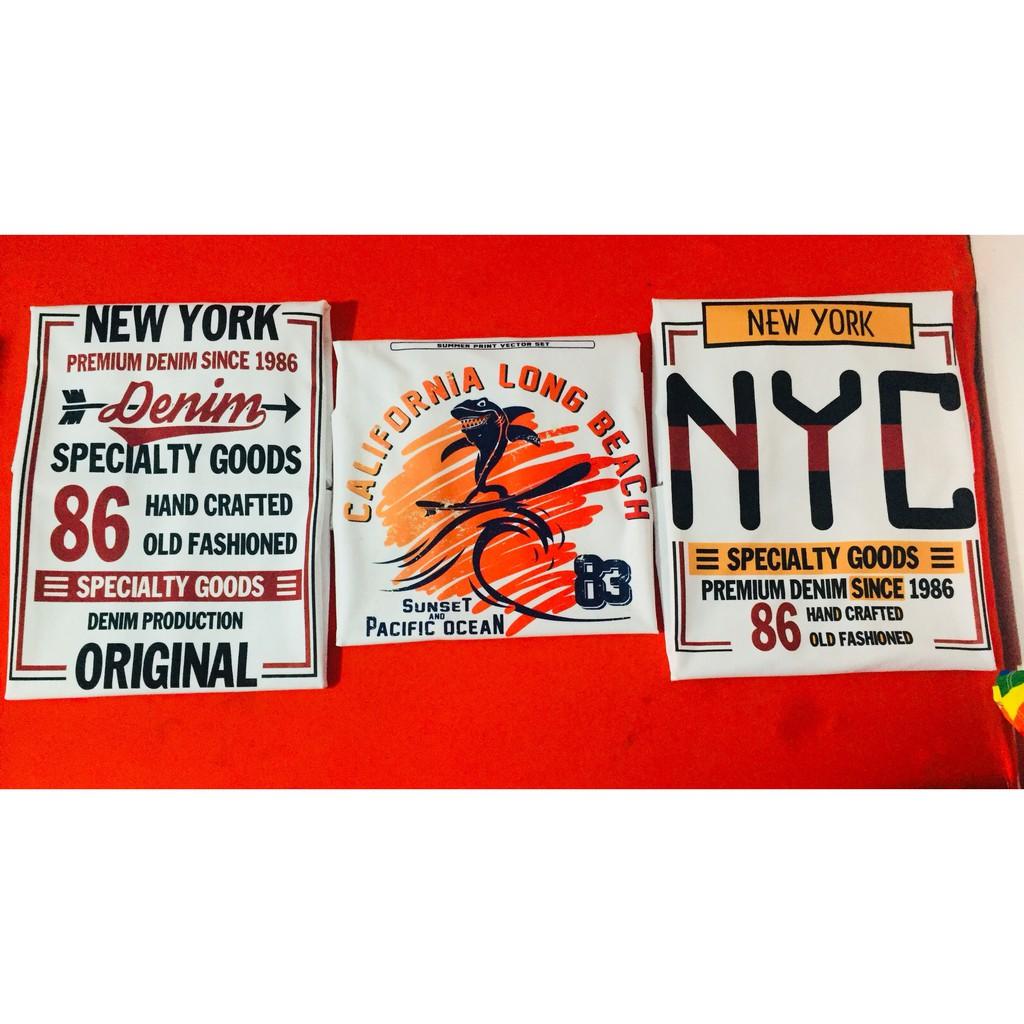 NEW YORK
PREMIUM DENIM SINCE 1986
Denim
SPECIALTY GOODS
86 HAND CRAFTED
OLD FASHIONED
SPECIALTY GOODS
DENIM PRODUCTION
ORIGINAL
SUMMER PRINT VECTOR SET
CALIFORNiA LONG BEACH
83
SUNSET
AND
PACIFIC OCEAN
NEW YORK
NYC
SPECIALTY GOODS
PREMIUM DENIM SINCE 1986
86 HAND CRAFTED
OLD FASHIONED